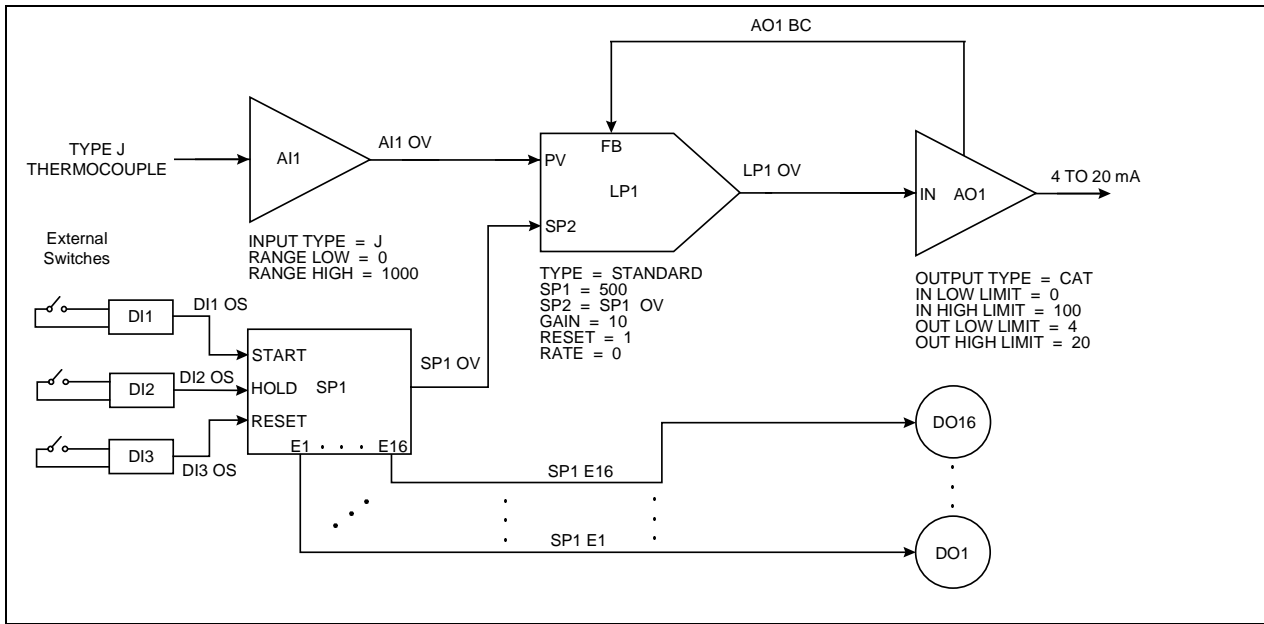 AO1 BC
TYPE J
THERMOCOUPLE
AI1
AI1 OV
PV
FB
LP1
SP2
LP1 OV
IN
AO1
4 TO 20 mA
INPUT TYPE = J
RANGE LOW = 0
RANGE HIGH = 1000
TYPE = STANDARD
SP1 = 500
SP2 = SP1 OV
GAIN = 10
RESET = 1
RATE = 0
OUTPUT TYPE = CAT
IN LOW LIMIT = 0
IN HIGH LIMIT = 100
OUT LOW LIMIT = 4
OUT HIGH LIMIT = 20
External
Switches
DI1
DI1 OS
DI2
DI2 OS
DI3
DI3 OS
START
HOLD
SP1
RESET
E1 . . . E16
SP1 OV
SP1 E16
SP1 E1
DO16
DO1